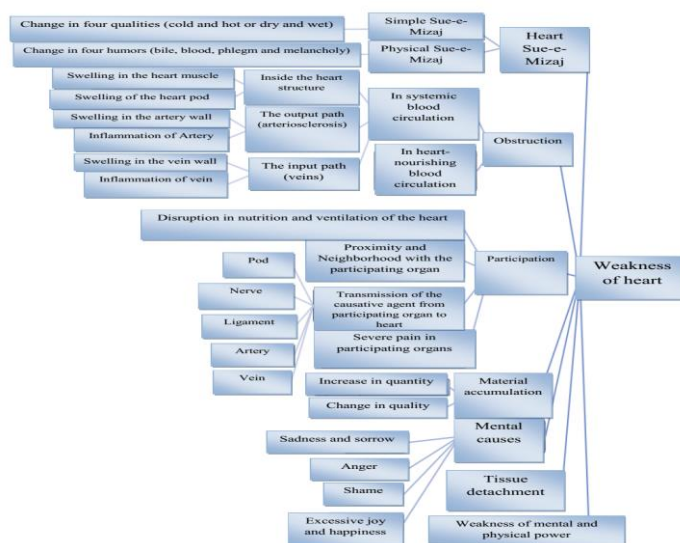 Change in four qualities (cold and hot or dry and wet)
Simple Sue-e-
Mizaj
Heart
Sue-e-
Mizaj
Change in four humors (bile, blood, phlegm and melancholy)
Physical Sue-e-
Mizaj
Swelling in the heart muscle
Swelling of the heart pod
Inside the heart
structure
Swelling in the artery wall
Inflammation of Artery
The output path
(arteriosclerosis)
Swelling in the vein wall
Inflammation of vein
The input path
(veins)
In systemic
blood
circulation
In heart-
nourishing
blood
circulation
Obstruction
Disruption in nutrition and ventilation of the heart
Proximity and
Neighborhood with the
participating organ
Pod
Nerve
Ligament
Artery
Vein
Transmission of the
causative agent from
participating organ to
heart
Severe pain in
participating organs
Participation
Weakness
of heart
Increase in quantity
Change in quality
Material
accumulation
Mental
causes
Sadness and sorrow
Anger
Shame
Excessive joy
and happiness
Tissue
detachment
Weakness of mental and
physical power